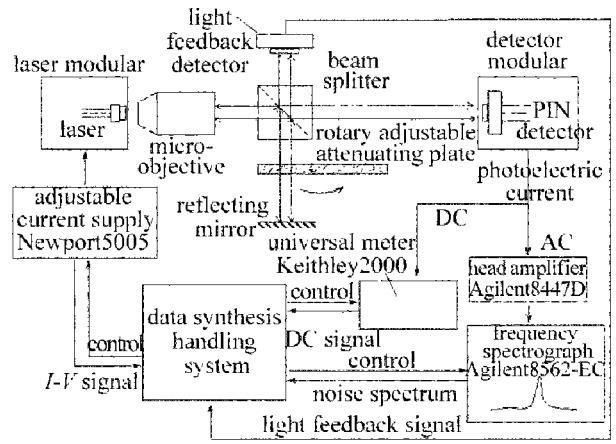 light
feedback
detector
laser modular
beam
splitter
detector
modular
laser
PIN
detector
micro-
objective
rotary adjustable
attenuating plate
photoelectric
current
adjustable
current supply
Newport5005
reflecting
mirror
DC
AC
universal meter
Keithley2000
head amplifier
Agilent8447D
control
data synthesis
handling
system
DC signal
control
control
I-V signal
frequency
spectrograph
Agilent8562-EC
noise spectrum
light feedback signal